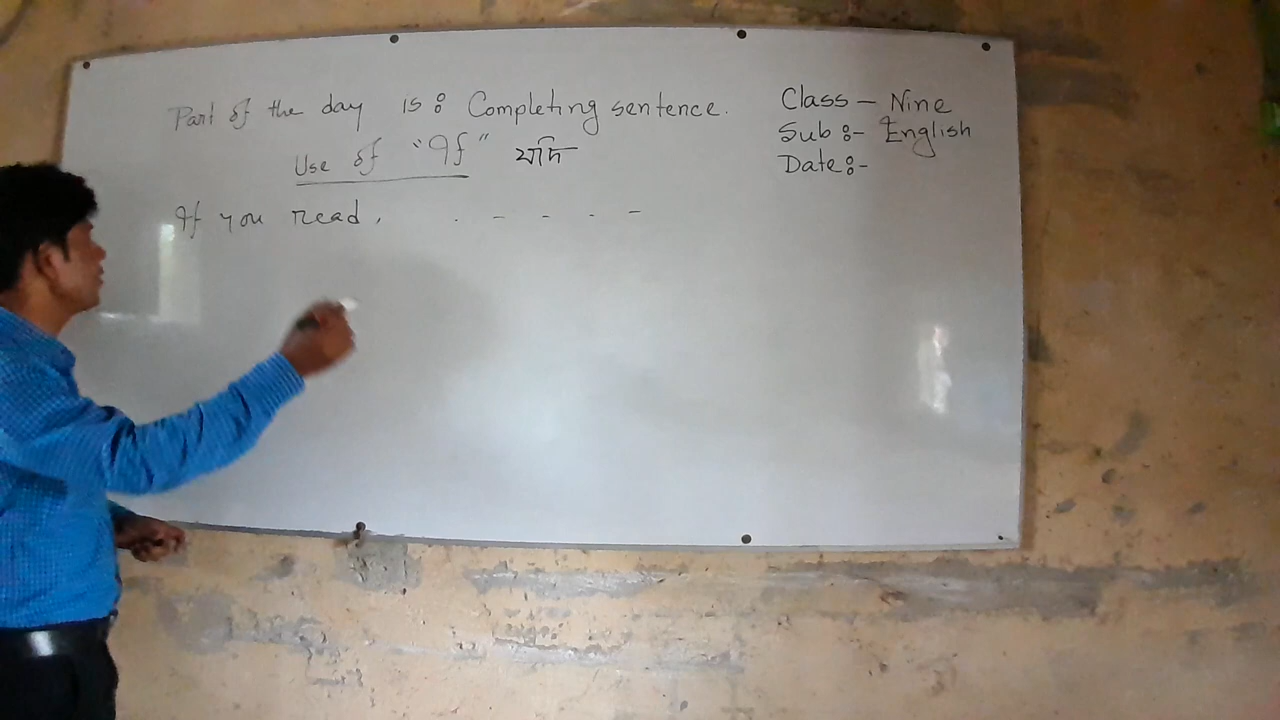 Part of the day is : Completing sentence.
Use of "If" যদি
If you read, . - - . -
Class – Nine
Sub :- English
Date :-